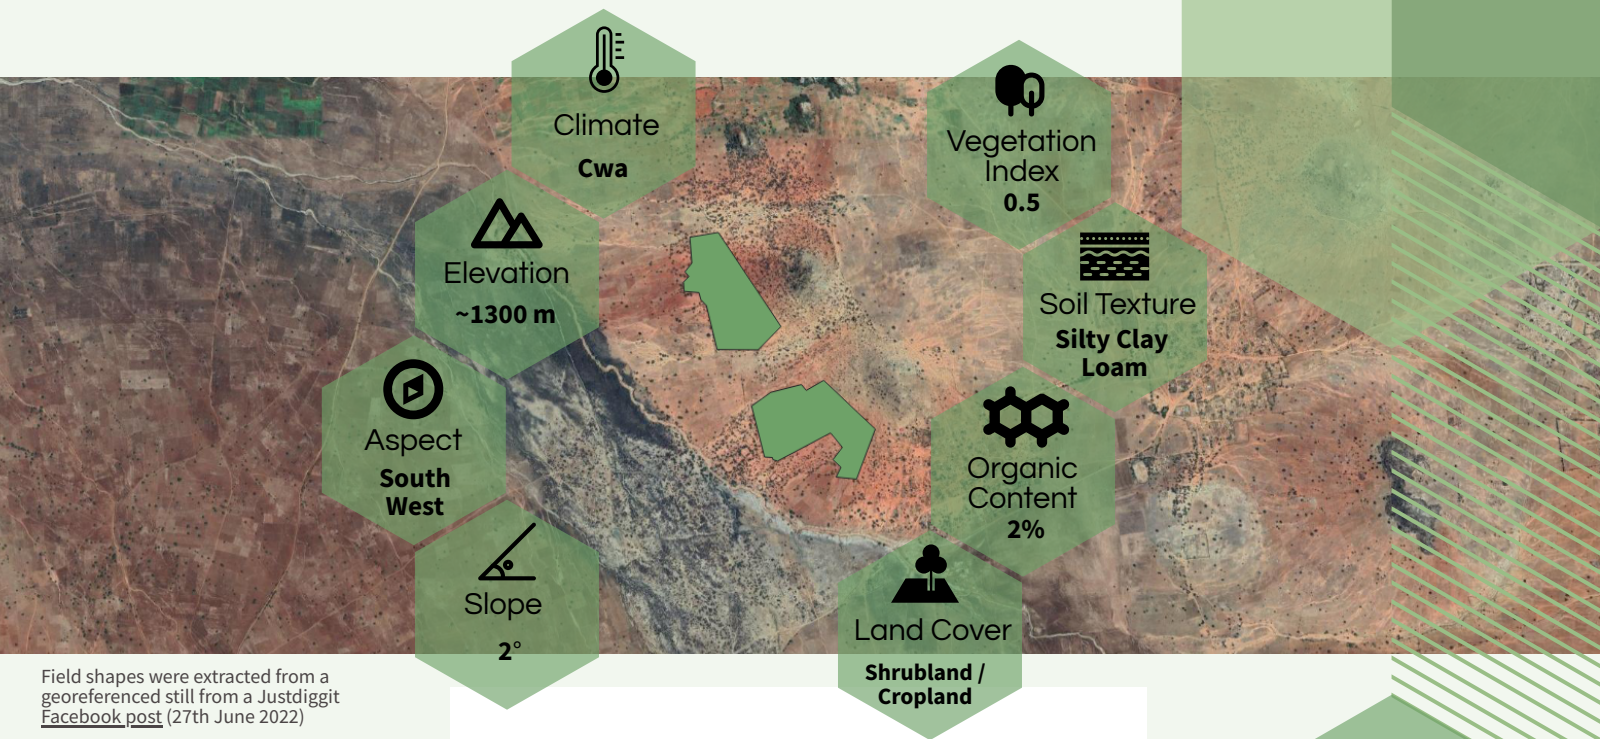 Climate
Cwa
Elevation
~1300 m
Aspect
South
West
Slope
2°
Vegetation
Index
0.5
Soil Texture
Silty Clay
Loam
Organic
Content
2%
Land Cover
Shrubland /
Cropland
Field shapes were extracted from a
georeferenced still from a Justdiggit
Facebook post (27th June 2022)